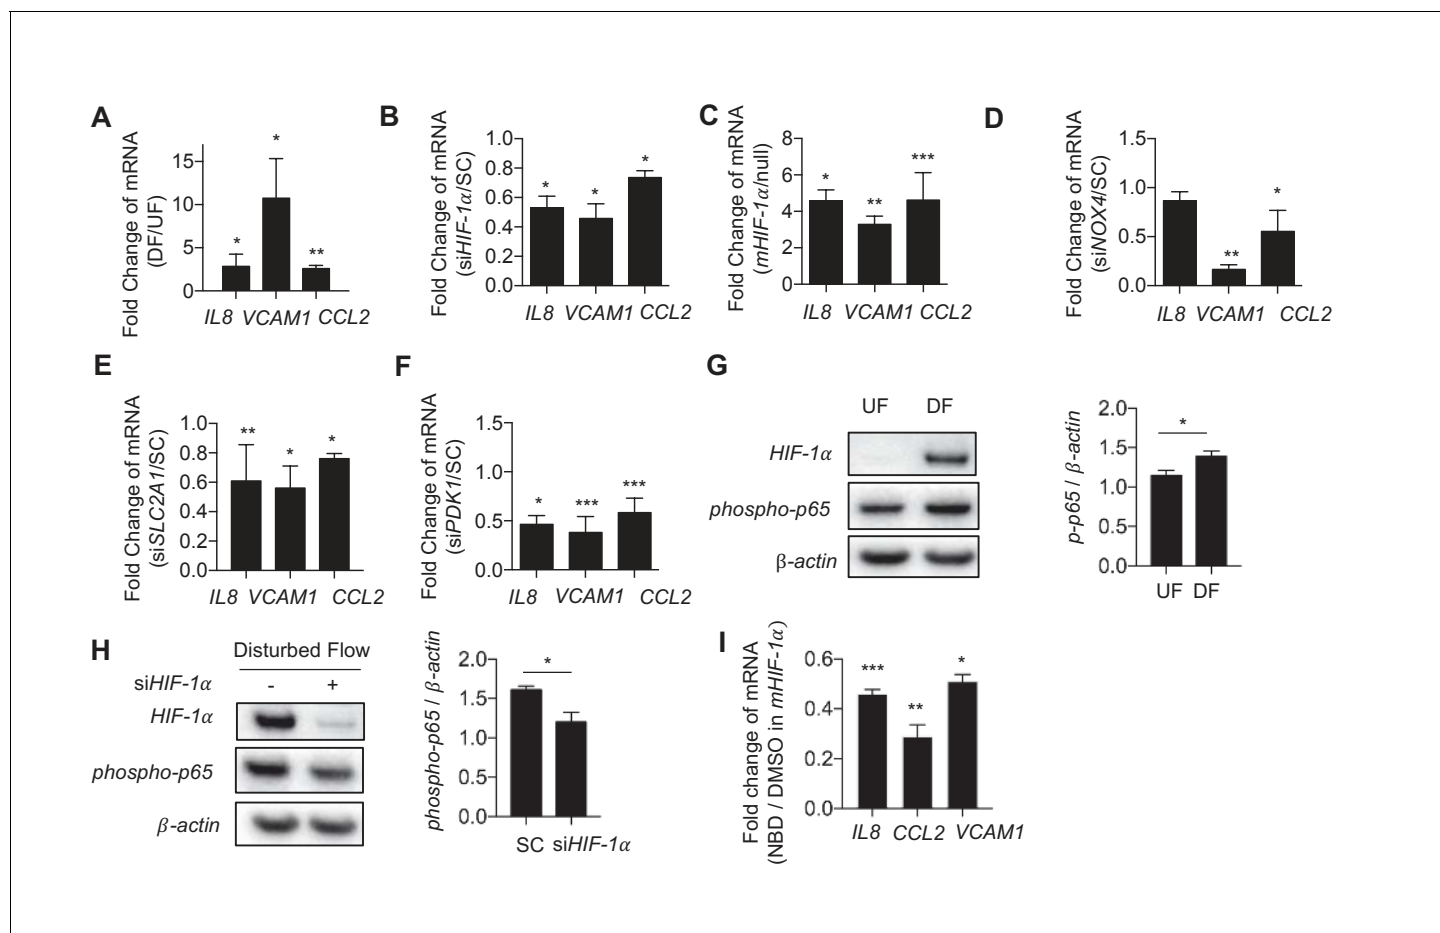 A
Fold Change of mRNA
(DF/UF)
15
10
5
0
*
*
**
IL8 VCAM1 CCL2
B
Fold Change of mRNA
(siHIF-1α/SC)
1.0
0.8
0.6
0.4
0.2
0.0
*
*
*
IL8 VCAM1 CCL2
C
Fold Change of mRNA
(mHIF-1α/null)
8
6
4
2
0
*
**
***
IL8 VCAM1 CCL2
D
Fold Change of mRNA
(siNOX4/SC)
1.5
1.0
0.5
0.0
**
*
IL8 VCAM1 CCL2
E
Fold Change of mRNA
(siSLC2A1/SC)
1.0
0.8
0.6
0.4
0.2
0.0
**
*
*
IL8 VCAM1 CCL2
F
Fold Change of mRNA
(siPDK1/SC)
1.5
1.0
0.5
0.0
*
***
***
IL8 VCAM1 CCL2
G
UF DF
HIF-1α
phospho-p65
β-actin
p-p65 / β-actin
2.0
1.5
1.0
0.5
0.0
*
UF DF
H
Disturbed Flow
siHIF-1α - +
HIF-1α
phospho-p65
β-actin
phospho-p65 / β-actin
2.0
1.5
1.0
0.5
0.0
*
SC siHIF-1α
I
Fold change of mRNA
(NBD / DMSO in mHIF-1α)
0.6
0.4
0.2
0.0
***
**
*
IL8 CCL2 VCAM1